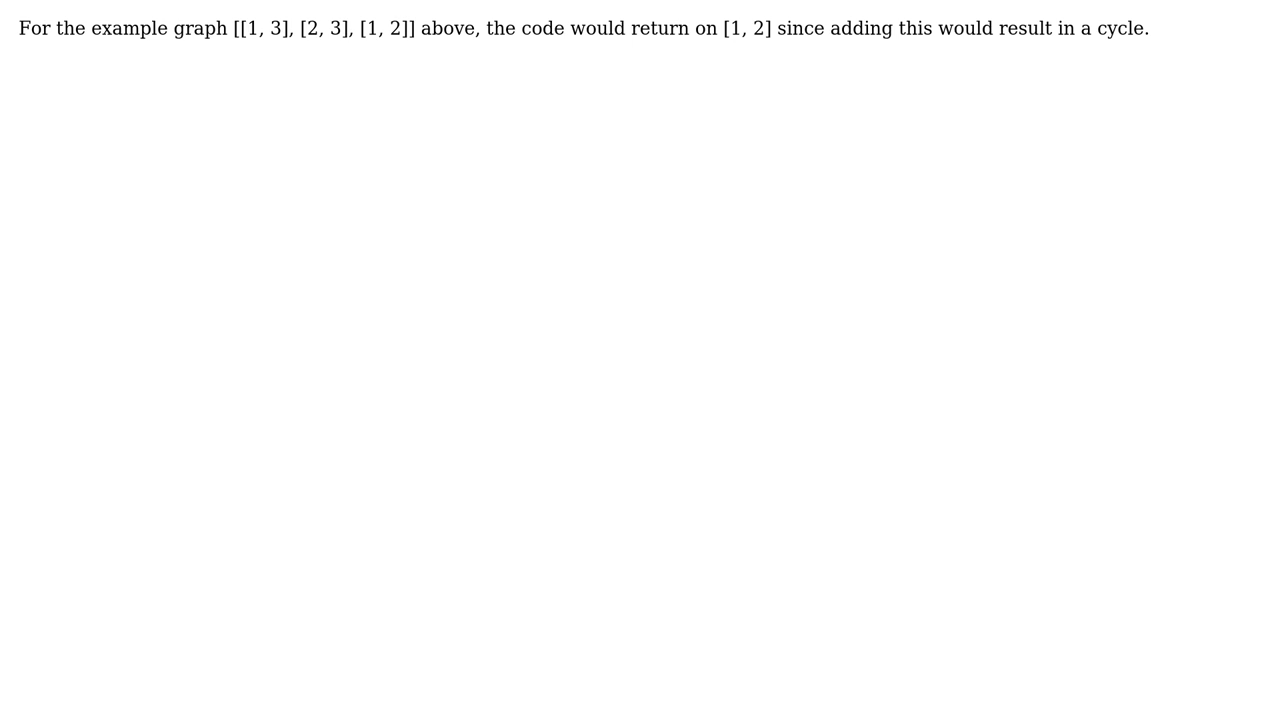 For the example graph [[1, 3], [2, 3], [1, 2]] above, the code would return on [1, 2] since adding this would result in a cycle.